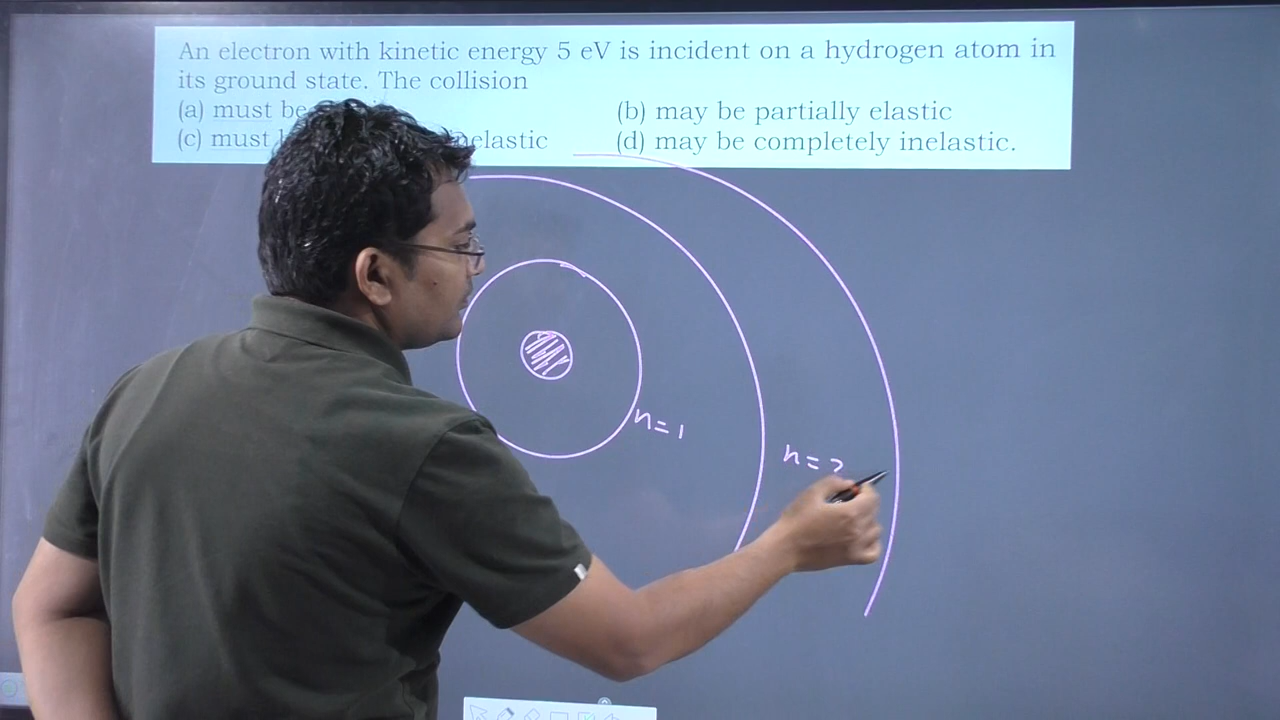 An electron with kinetic energy 5 eV is incident on a hydrogen atom in
its ground state. The collision
(a) must be (b) may be partially elastic
(c) must inelastic (d) may be completely inelastic.
n=1
n=2